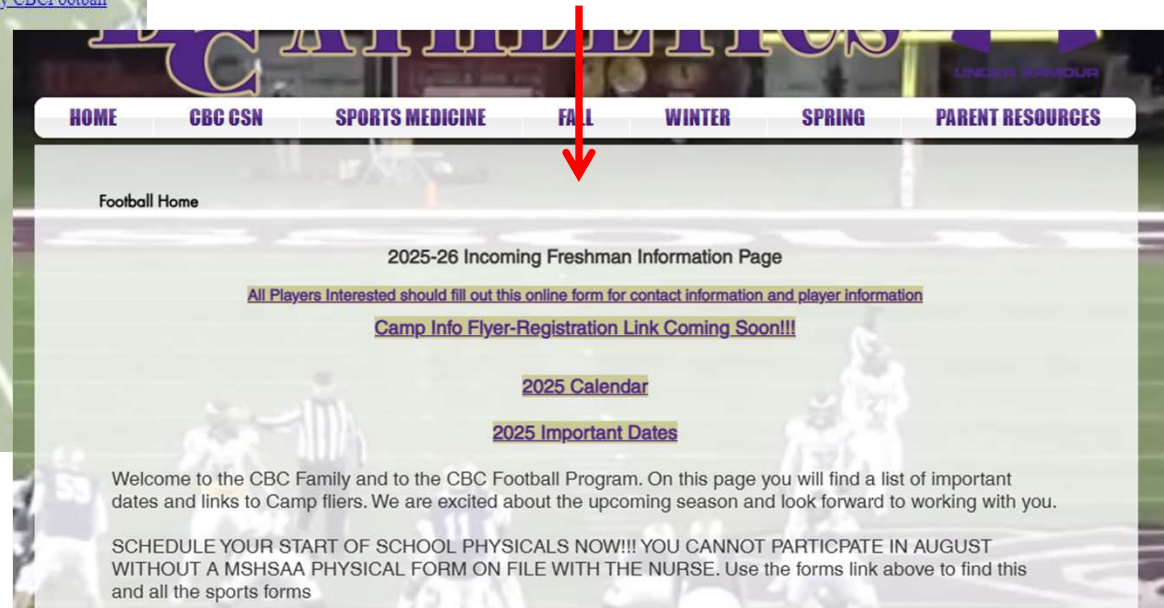 y CBCFootball
ATHLETICS
UNDER ARMOUR
HOME CBC CSN SPORTS MEDICINE FALL WINTER SPRING PARENT RESOURCES
Football Home
2025-26 Incoming Freshman Information Page
All Players Interested should fill out this online form for contact information and player information
Camp Info Flyer-Registration Link Coming Soon!!!
2025 Calendar
2025 Important Dates
Welcome to the CBC Family and to the CBC Football Program. On this page you will find a list of important
dates and links to Camp fliers. We are excited about the upcoming season and look forward to working with you.
SCHEDULE YOUR START OF SCHOOL PHYSICALS NOW!!! YOU CANNOT PARTICPATE IN AUGUST
WITHOUT A MSHSAA PHYSICAL FORM ON FILE WITH THE NURSE. Use the forms link above to find this
and all the sports forms
59
11